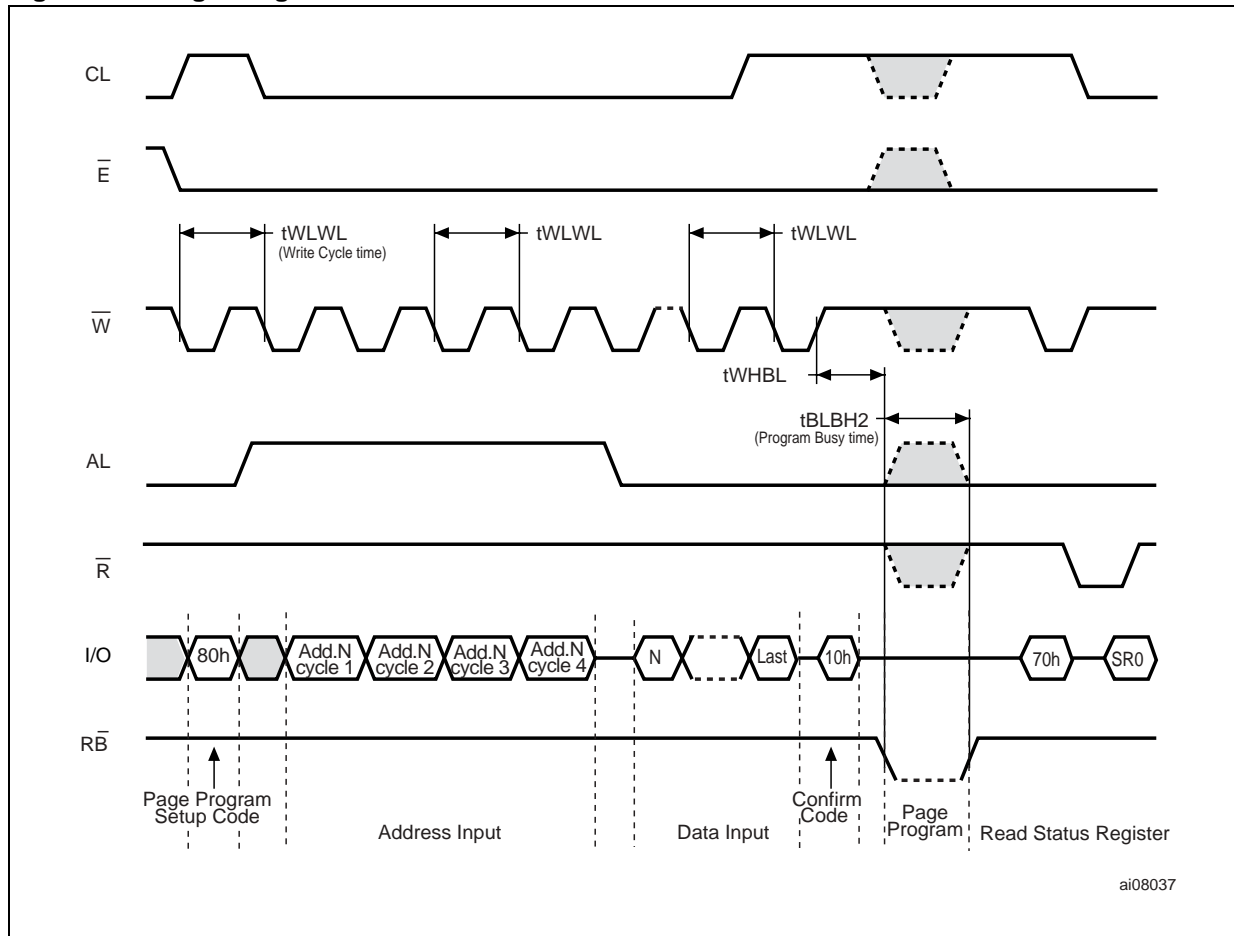 CL
E̅
tWLWL
(Write Cycle time)
tWLWL
tWLWL
W̅
tWHBL
tBLBH2
(Program Busy time)
AL
R̅
I/O
80h
Add.N
cycle 1
Add.N
cycle 2
Add.N
cycle 3
Add.N
cycle 4
N
Last
10h
70h
SR0
RB̅
Page Program
Setup Code
Address Input
Data Input
Confirm
Code
Page
Program
Read Status Register
ai08037